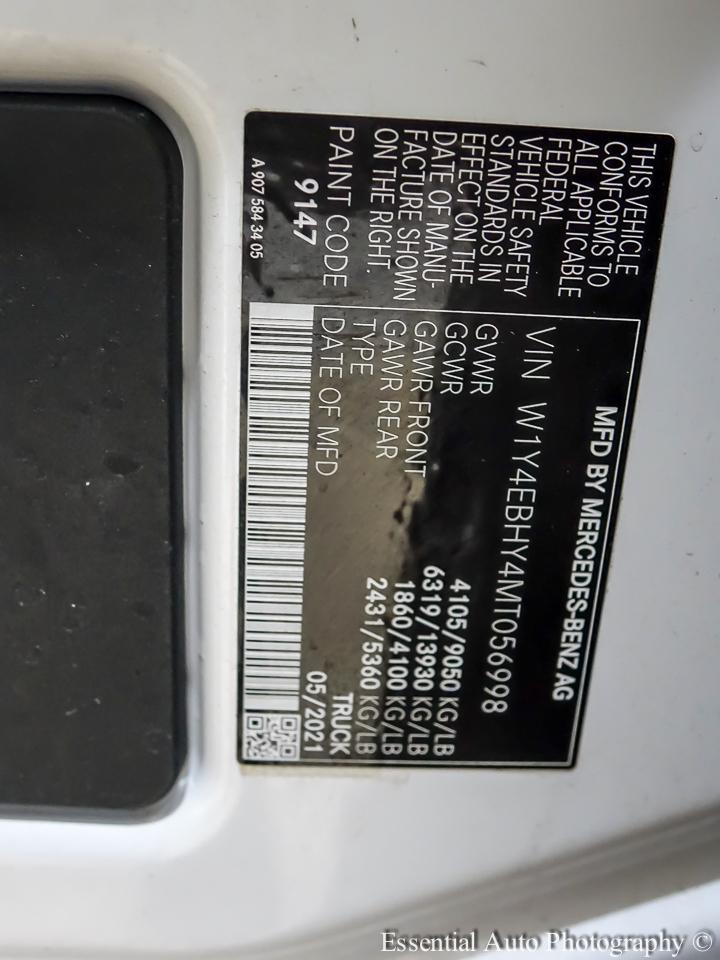 THIS VEHICLE
CONFORMS TO
ALL APPLICABLE
FEDERAL
VEHICLE SAFETY
STANDARDS IN
EFFECT ON THE
DATE OF MANU-
FACTURE SHOWN
ON THE RIGHT.
PAINT CODE
9147
A 907 584 34 05
MFD BY MERCEDES-BENZ AG
VIN W1Y4EBHY4MT056998
GVWR 4105/9050 KG/LB
GCWR 6319/13930 KG/LB
GAWR FRONT 1860/4100 KG/LB
GAWR REAR 2431/5360 KG/LB
TYPE TRUCK
DATE OF MFD 05/2021
Essential Auto Photography ©